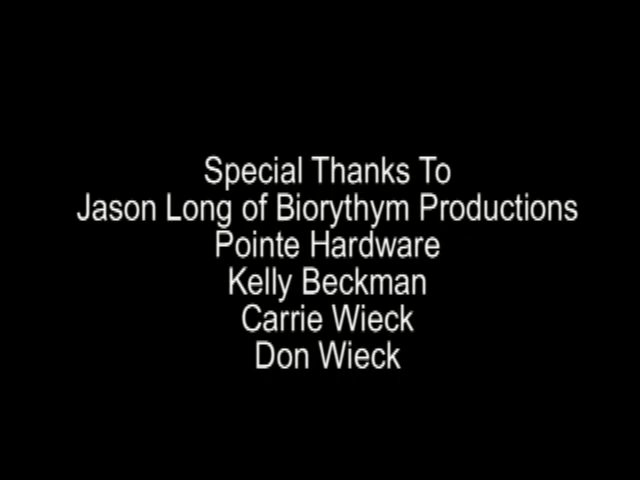 Special Thanks To
Jason Long of Biorythym Productions
Pointe Hardware
Kelly Beckman
Carrie Wieck
Don Wieck